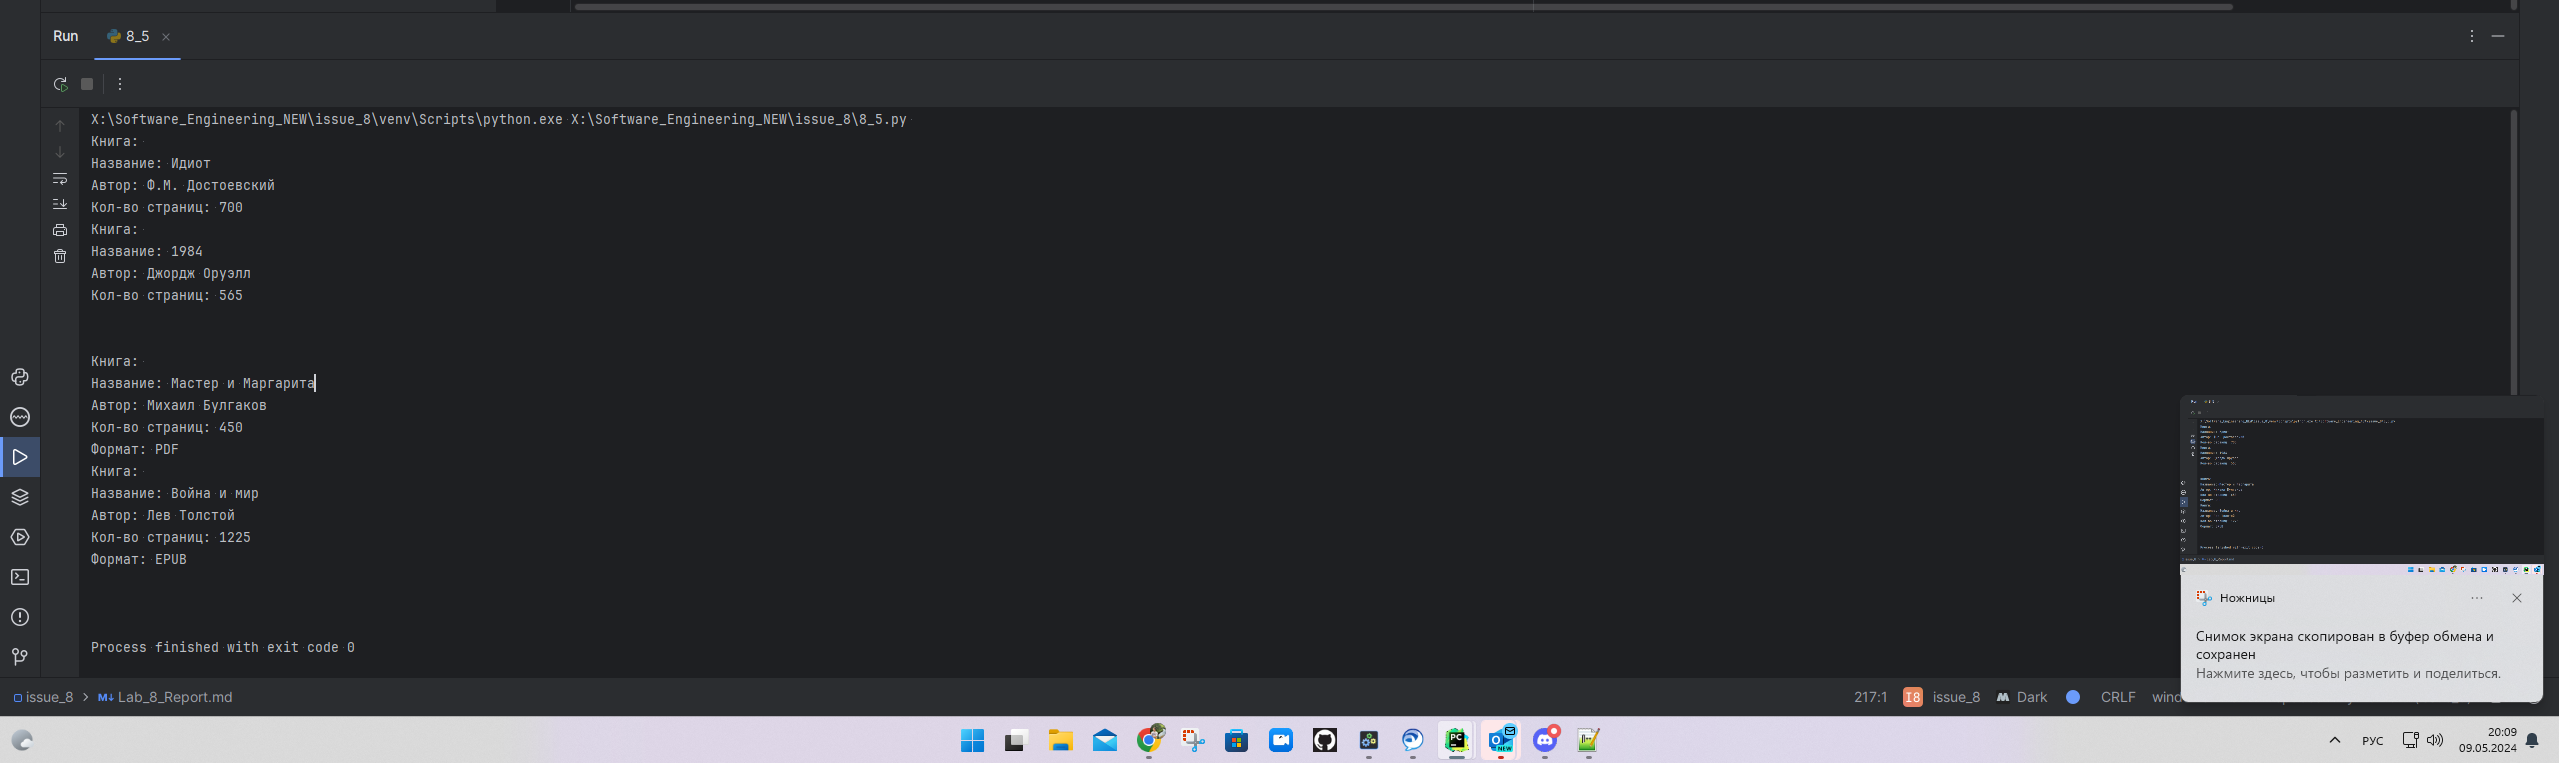 Run
8_5
X:\Software_Engineering_NEW\issue_8\venv\Scripts\python.exe X:\Software_Engineering_NEW\issue_8\8_5.py
Книга:
Название: Идиот
Автор: Ф.М. Достоевский
Кол-во страниц: 700
Книга:
Название: 1984
Автор: Джордж Оруэлл
Кол-во страниц: 565
Книга:
Название: Мастер и Маргарита
Автор: Михаил Булгаков
Кол-во страниц: 450
Формат: PDF
Книга:
Название: Война и мир
Автор: Лев Толстой
Кол-во страниц: 1225
Формат: EPUB
Process finished with exit code 0
Ножницы
Снимок экрана скопирован в буфер обмена и
сохранен
Нажмите здесь, чтобы разметить и поделиться.
issue_8 > M↓ Lab_8_Report.md
217:1 I8 issue_8 Dark CRLF wind
PC
NEW
РУС
20:09
09.05.2024